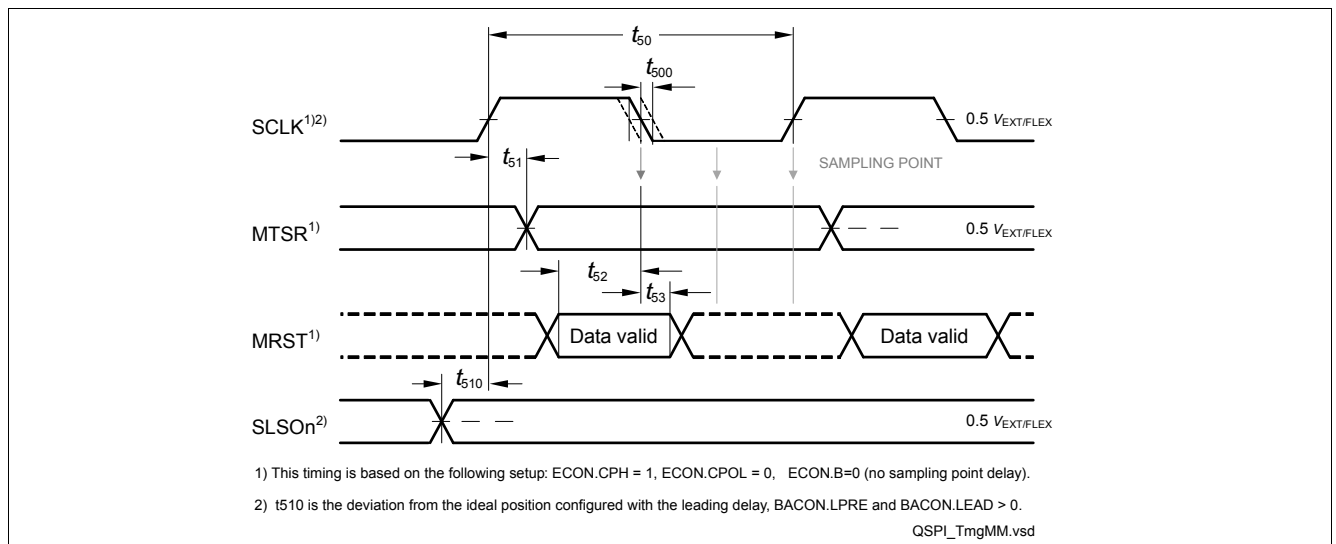 t50
t500
SCLK1)2)
0.5 VEXT/FLEX
t51
SAMPLING POINT
MTSR1)
0.5 VEXT/FLEX
t52
t53
MRST1)
Data valid
Data valid
t510
SLSOn2)
0.5 VEXT/FLEX
1) This timing is based on the following setup: ECON.CPH = 1, ECON.CPOL = 0, ECON.B=0 (no sampling point delay).
2) t510 is the deviation from the ideal position configured with the leading delay, BACON.LPRE and BACON.LEAD > 0.
QSPI_TmgMM.vsd